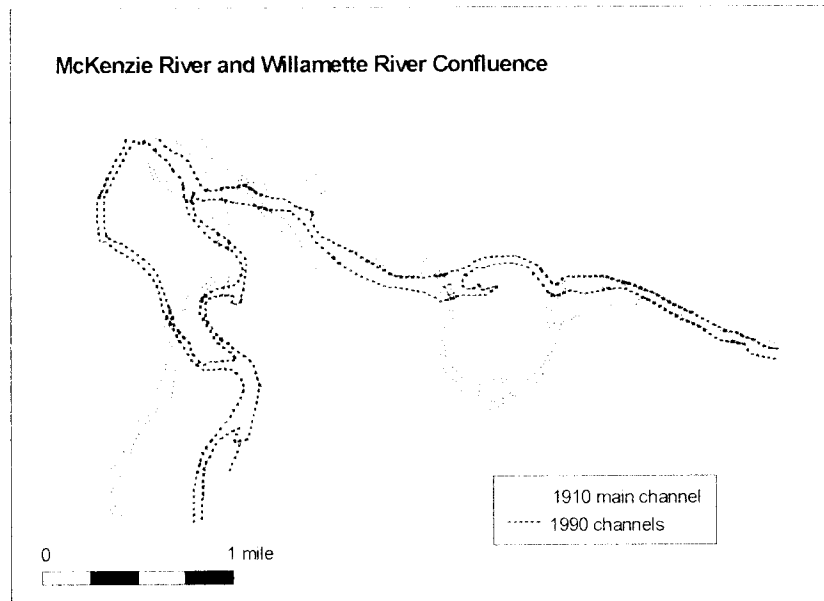 McKenzie River and Willamette River Confluence
1910 main channel
1990 channels
0 1 mile